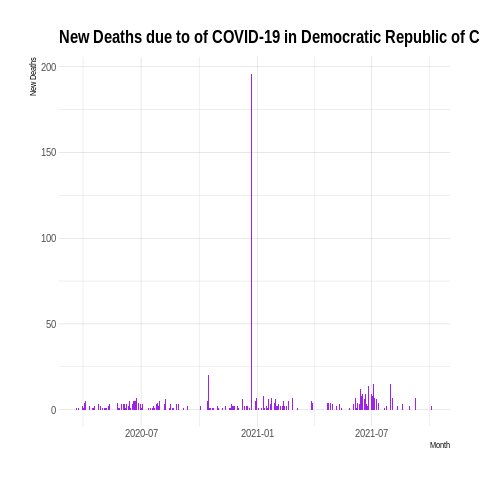 New Deaths due to of COVID-19 in Democratic Republic of C
New Deaths
200
150
100
50
0
2020-07 2021-01 2021-07
Month